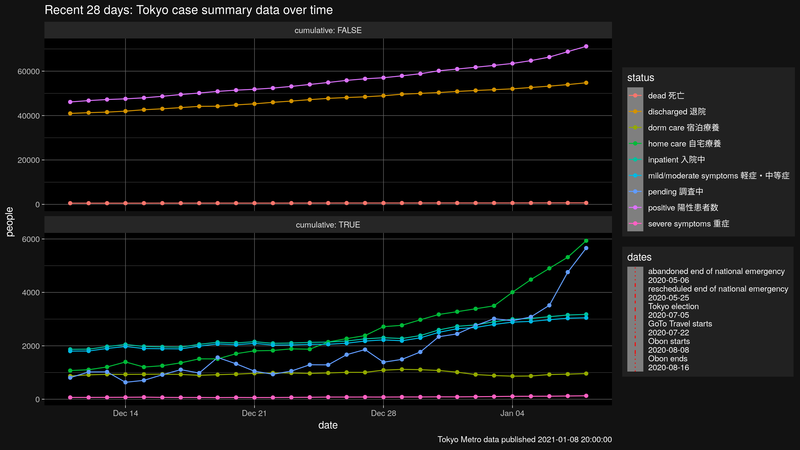 Recent 28 days: Tokyo case summary data over time
cumulative: FALSE
60000
40000
20000
0
cumulative: TRUE
6000
4000
2000
0
people
Dec 14
Dec 21
Dec 28
Jan 04
date
Tokyo Metro data published 2021-01-08 20:00:00
status
dead 死亡
discharged 退院
dorm care 宿泊療養
home care 自宅療養
inpatient 入院中
mild/moderate symptoms 軽症・中等症
pending 調査中
positive 陽性患者数
severe symptoms 重症
dates
abandoned end of national emergency
2020-05-06
rescheduled end of national emergency
2020-05-25
Tokyo election
2020-07-05
GoTo Travel starts
2020-07-22
Obon starts
2020-08-08
Obon ends
2020-08-16